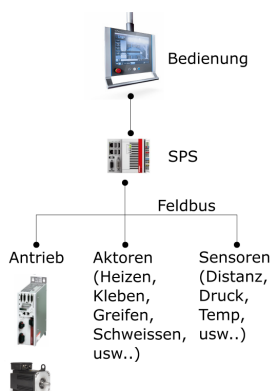 Bedienung
SPS
Feldbus
Antrieb
Aktoren
(Heizen,
Kleben,
Greifen,
Schweissen,
usw..)
Sensoren
(Distanz,
Druck,
Temp,
usw..)